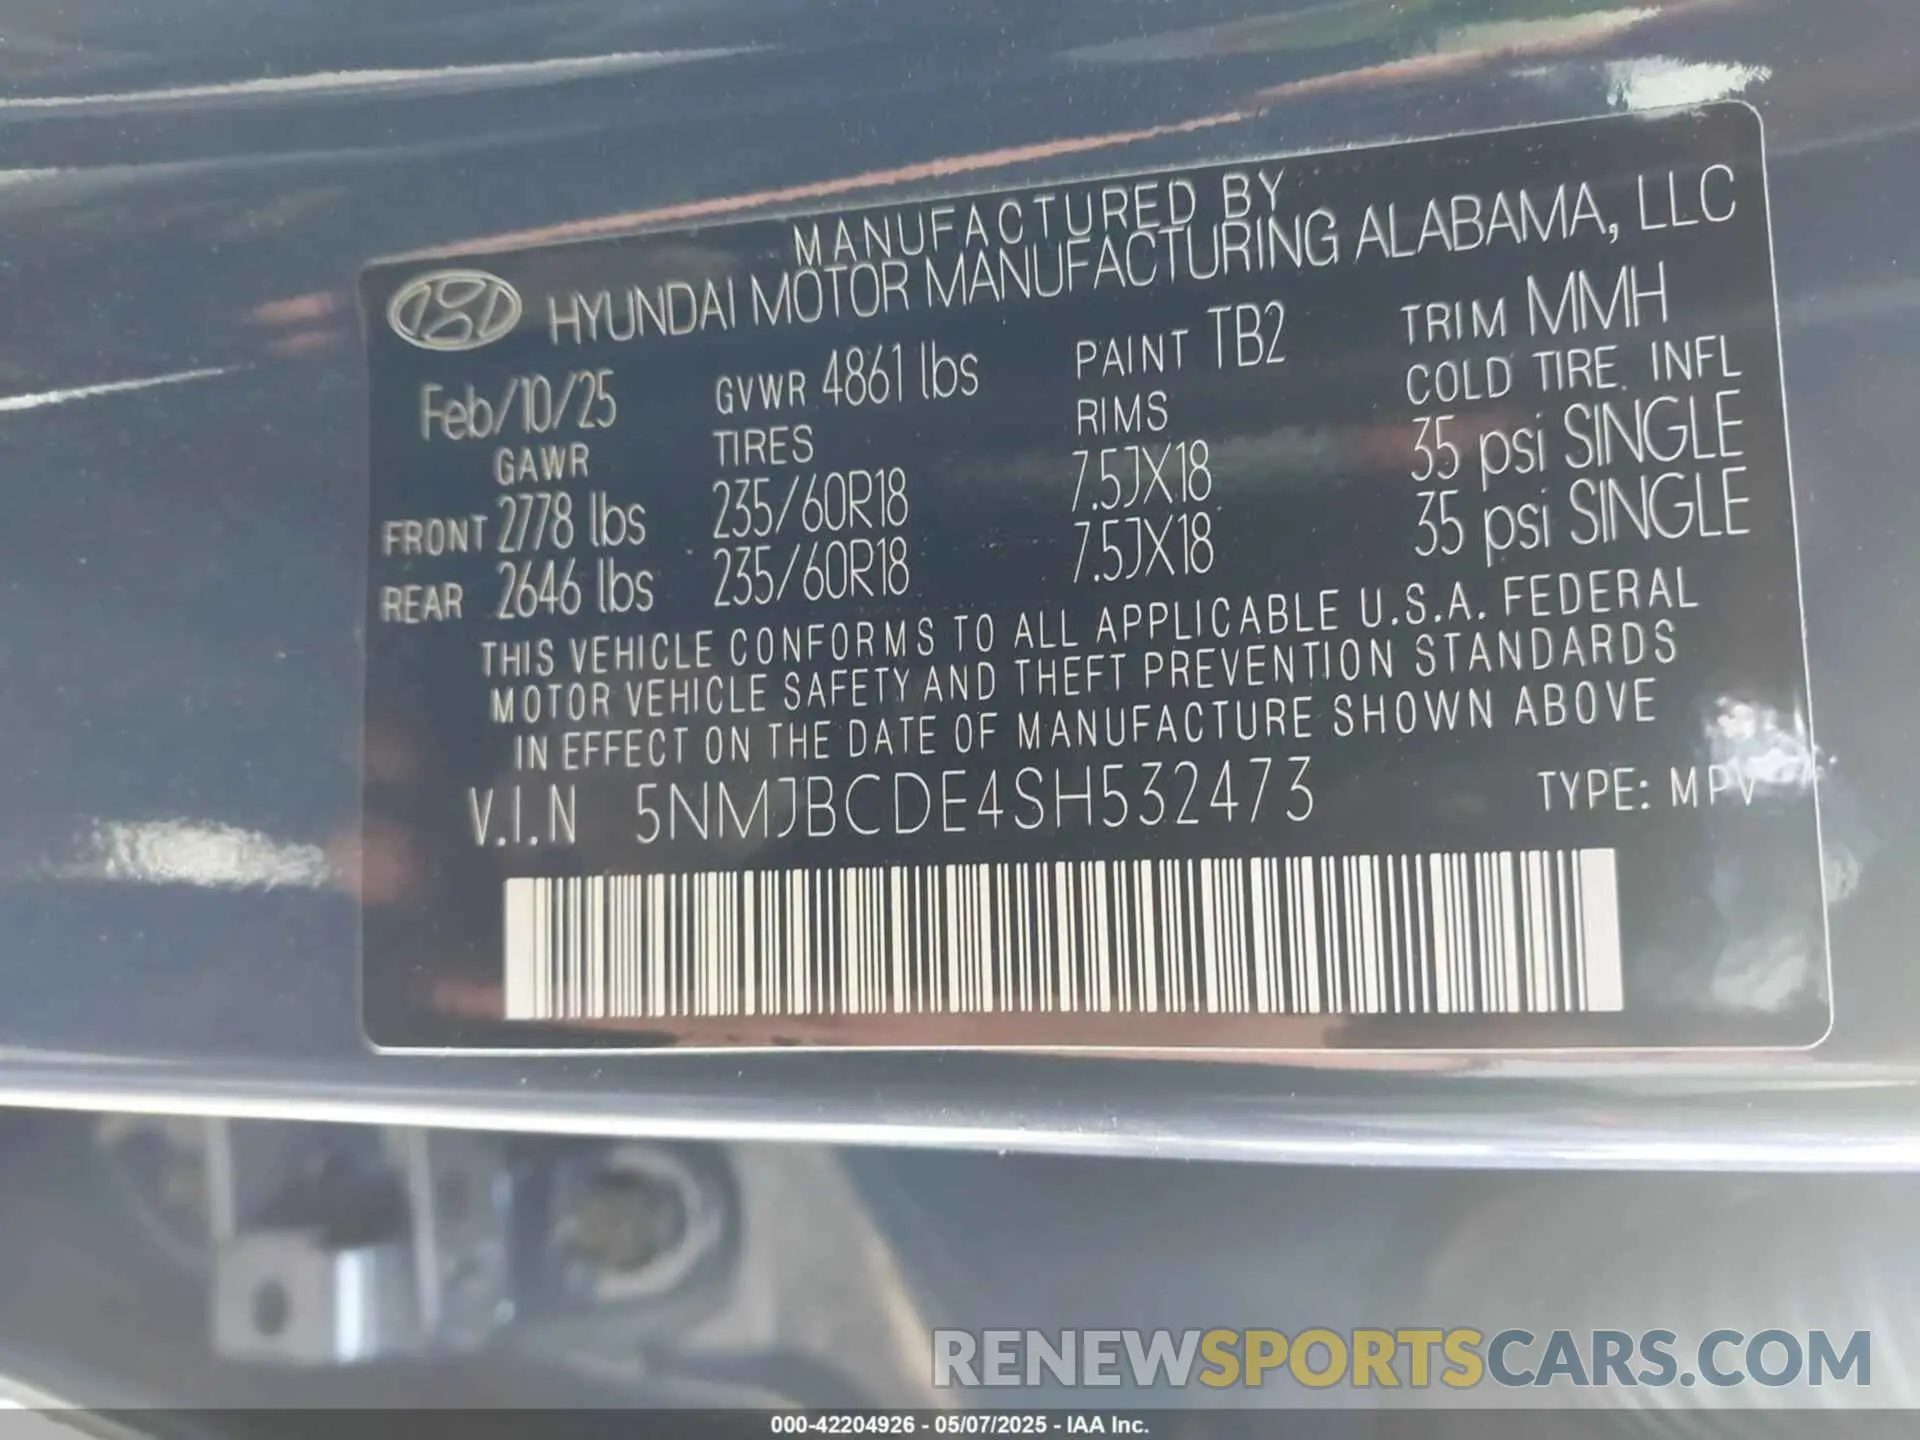 MANUFACTURED BY
HYUNDAI MOTOR MANUFACTURING ALABAMA, LLC
Feb/10/25 GVWR 4861 lbs PAINT TB2 TRIM MMH
GAWR TIRES RIMS COLD TIRE. INFL
FRONT 2778 lbs 235/60R18 7.5JX18 35 psi SINGLE
REAR 2646 lbs 235/60R18 7.5JX18 35 psi SINGLE
THIS VEHICLE CONFORMS TO ALL APPLICABLE U.S.A. FEDERAL
MOTOR VEHICLE SAFETY AND THEFT PREVENTION STANDARDS
IN EFFECT ON THE DATE OF MANUFACTURE SHOWN ABOVE
V.I.N 5NMJBCDE4SH532473 TYPE: MPV
RENEWSPORTSCARS.COM
000-42204926 - 05/07/2025 - IAA Inc.